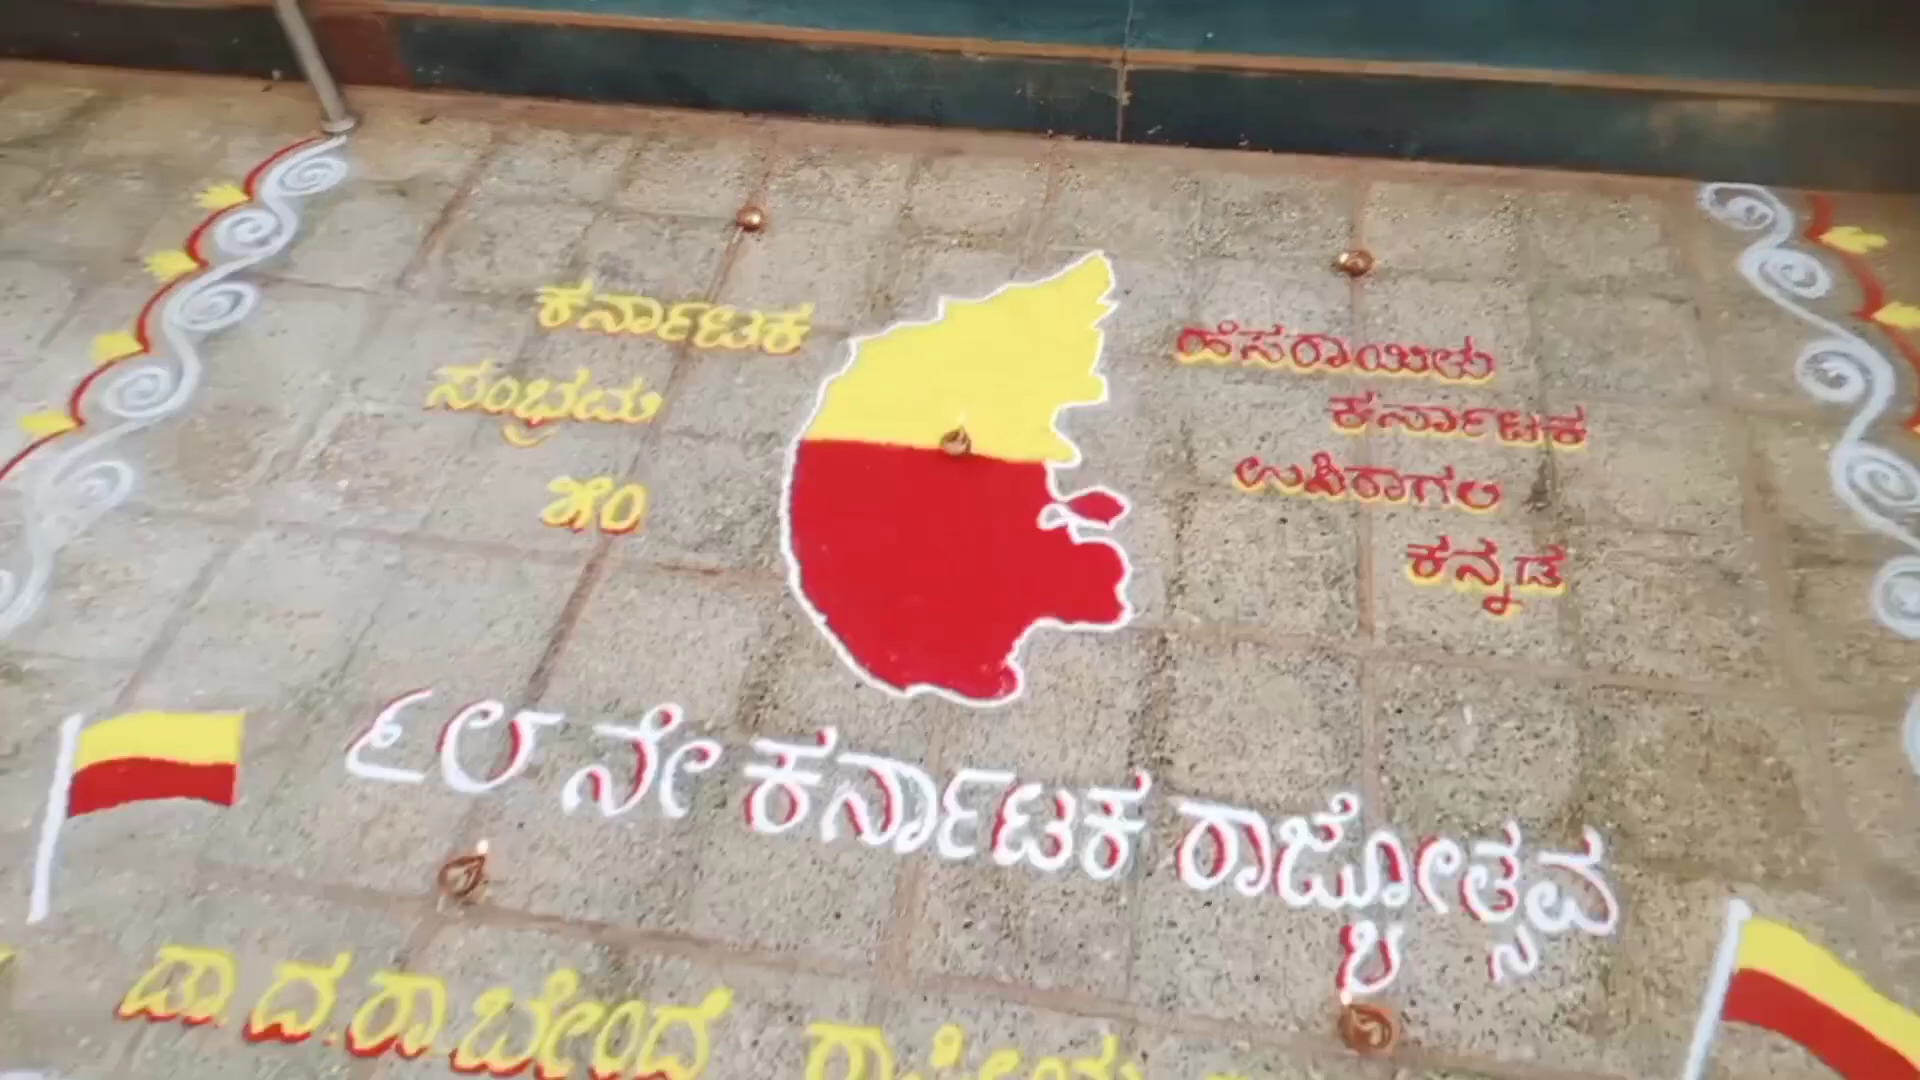 ಕರ್ನಾಟಕ
ಸಂಭ್ರಮ
೫೦
ಹೆಸರಾಯಿತು
ಕರ್ನಾಟಕ
ಉಸಿರಾಗಲಿ
ಕನ್ನಡ
೬೮ ನೇ ಕರ್ನಾಟಕ ರಾಜ್ಯೋತ್ಸವ
ಡಾ.ದ.ರಾ.ಬೇಂದ್ರೆ